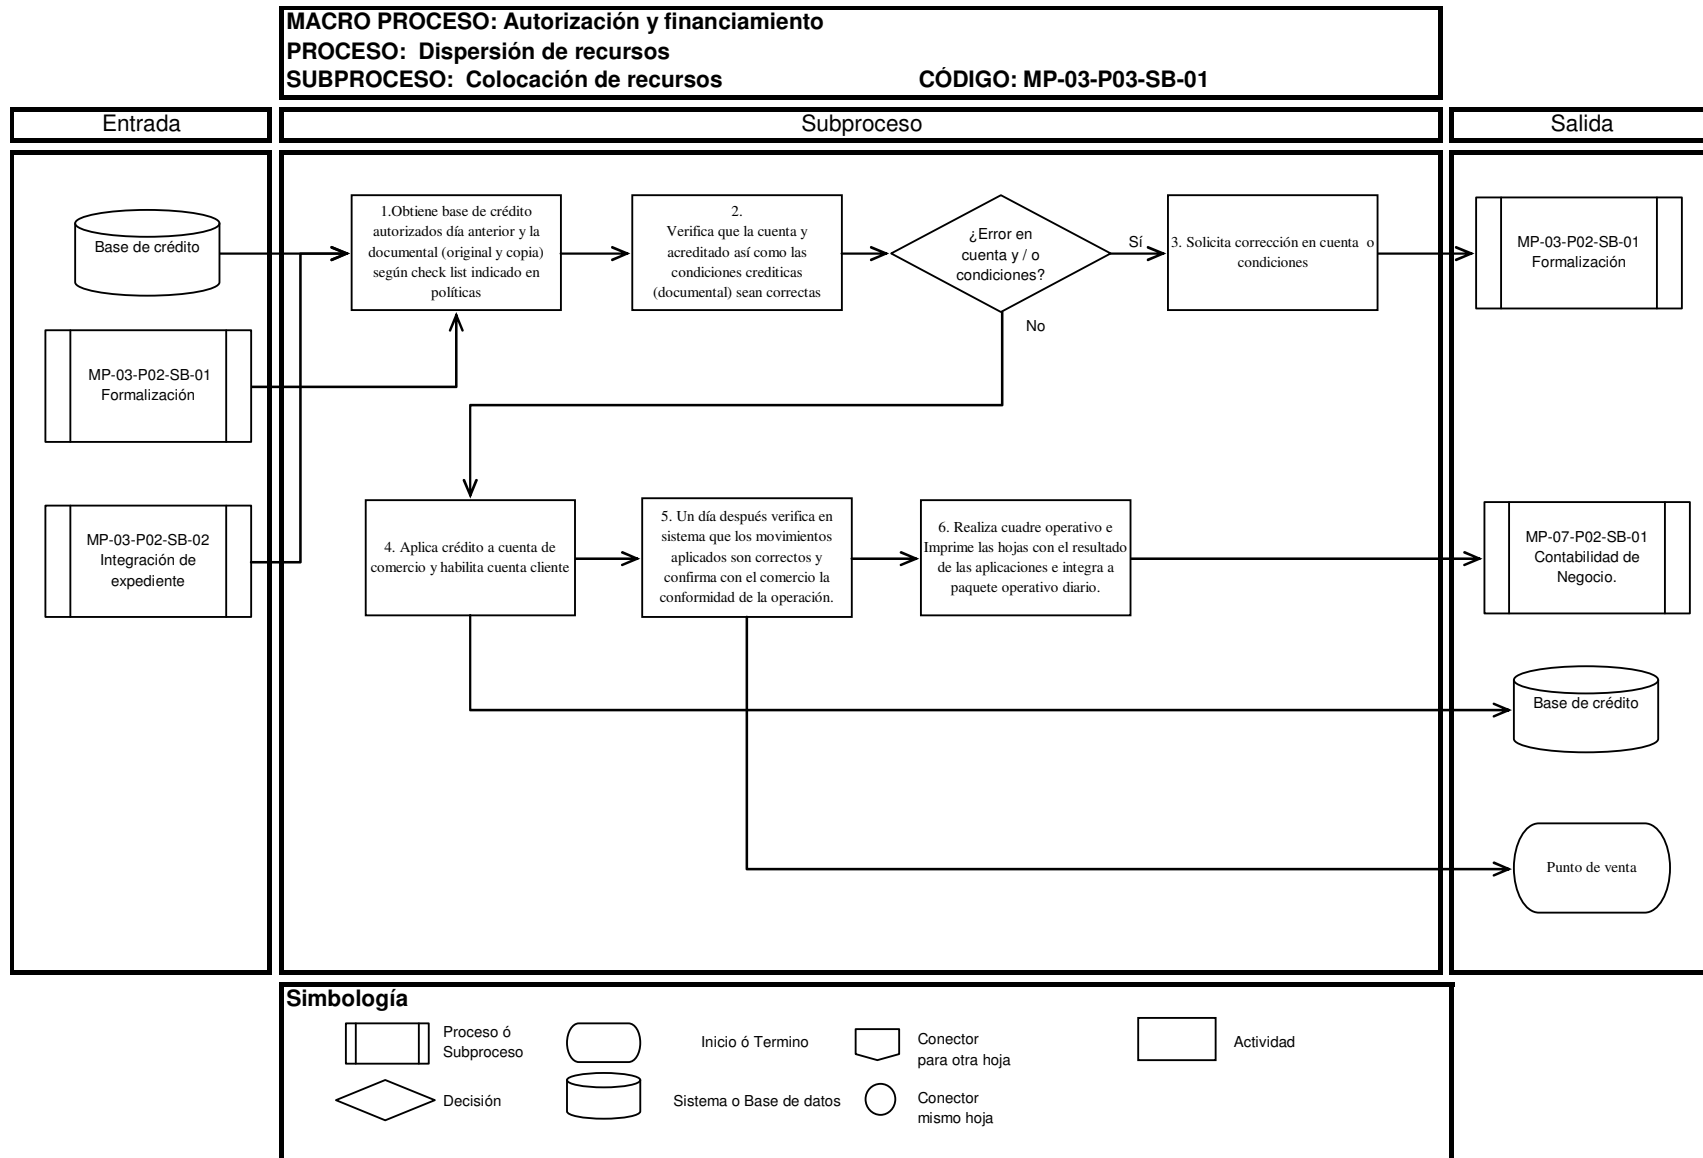 MACRO PROCESO: Autorización y financiamiento
PROCESO: Dispersión de recursos
SUBPROCESO: Colocación de recursos CÓDIGO: MP-03-P03-SB-01
Entrada
Subproceso
Salida
Base de crédito
MP-03-P02-SB-01
Formalización
MP-03-P02-SB-02
Integración de
expediente
1.Obtiene base de crédito
autorizados día anterior y la
documental (original y copia)
según check list indicado en
políticas
2.
Verifica que la cuenta y
acreditado así como las
condiciones crediticas
(documental) sean correctas
¿Error en
cuenta y / o
condiciones?
Sí
No
3. Solicita corrección en cuenta o
condiciones
MP-03-P02-SB-01
Formalización
4. Aplica crédito a cuenta de
comercio y habilita cuenta cliente
5. Un día después verifica en
sistema que los movimientos
aplicados son correctos y
confirma con el comercio la
conformidad de la operación.
6. Realiza cuadre operativo e
Imprime las hojas con el resultado
de las aplicaciones e integra a
paquete operativo diario.
MP-07-P02-SB-01
Contabilidad de
Negocio.
Base de crédito
Punto de venta
Simbología
Proceso ó
Subproceso
Inicio ó Termino
Conector
para otra hoja
Actividad
Decisión
Sistema o Base de datos
Conector
mismo hoja